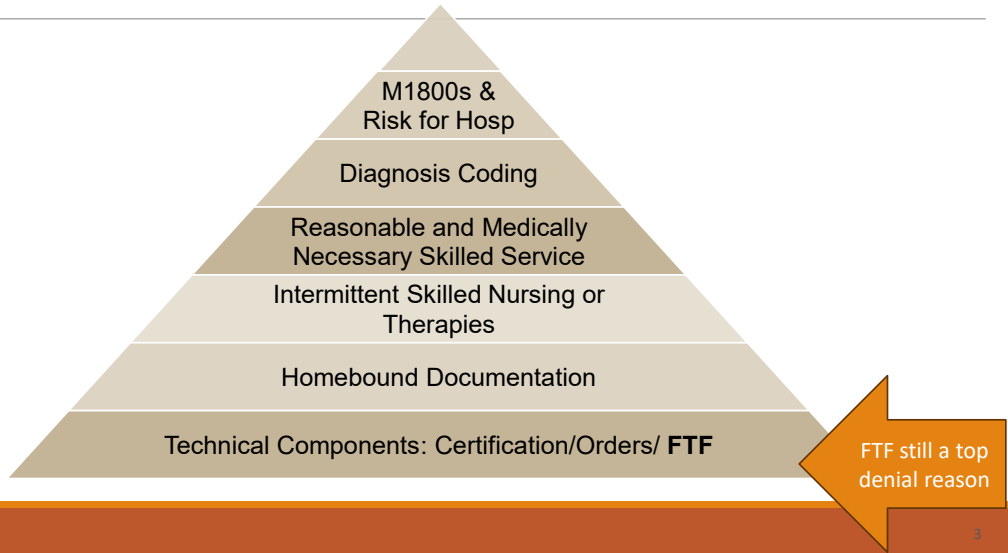 M1800s &
Risk for Hosp
Diagnosis Coding
Reasonable and Medically
Necessary Skilled Service
Intermittent Skilled Nursing or
Therapies
Homebound Documentation
Technical Components: Certification/Orders/ FTF
FTF still a top
denial reason
3